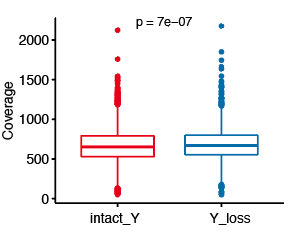 p = 7e−07
Coverage
2000
1500
1000
500
0
intact_Y
Y_loss